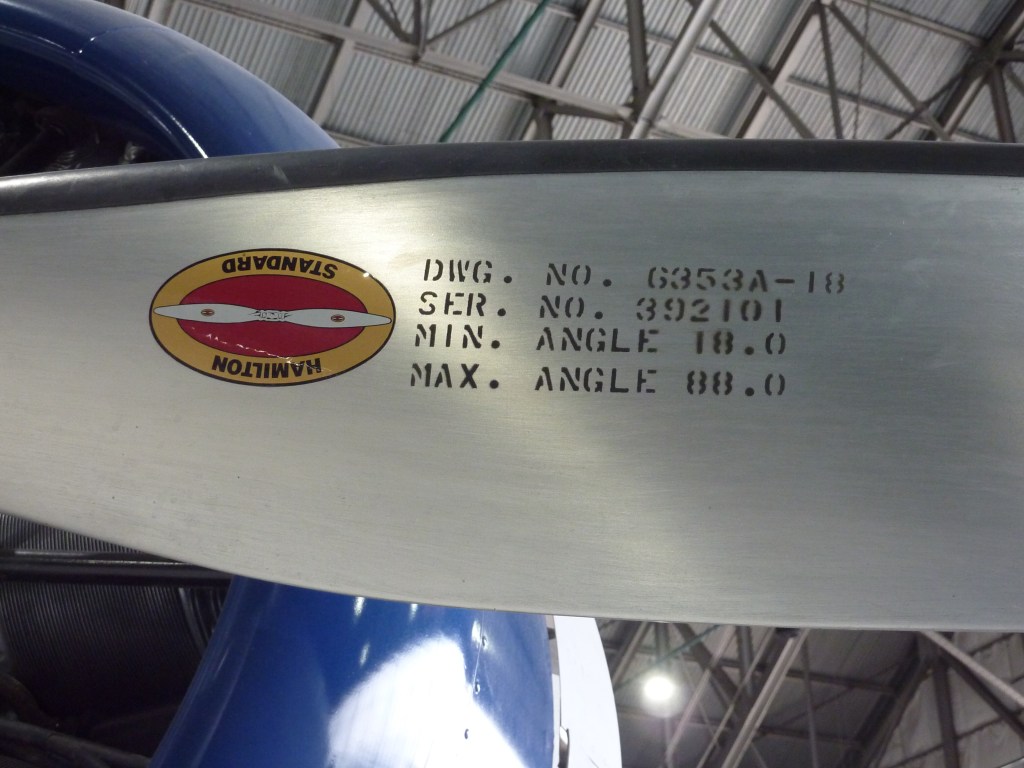 HAMILTON
STANDARD
DWG. NO. 6353A-18
SER. NO. 392101
MIN. ANGLE 18.0
MAX. ANGLE 88.0